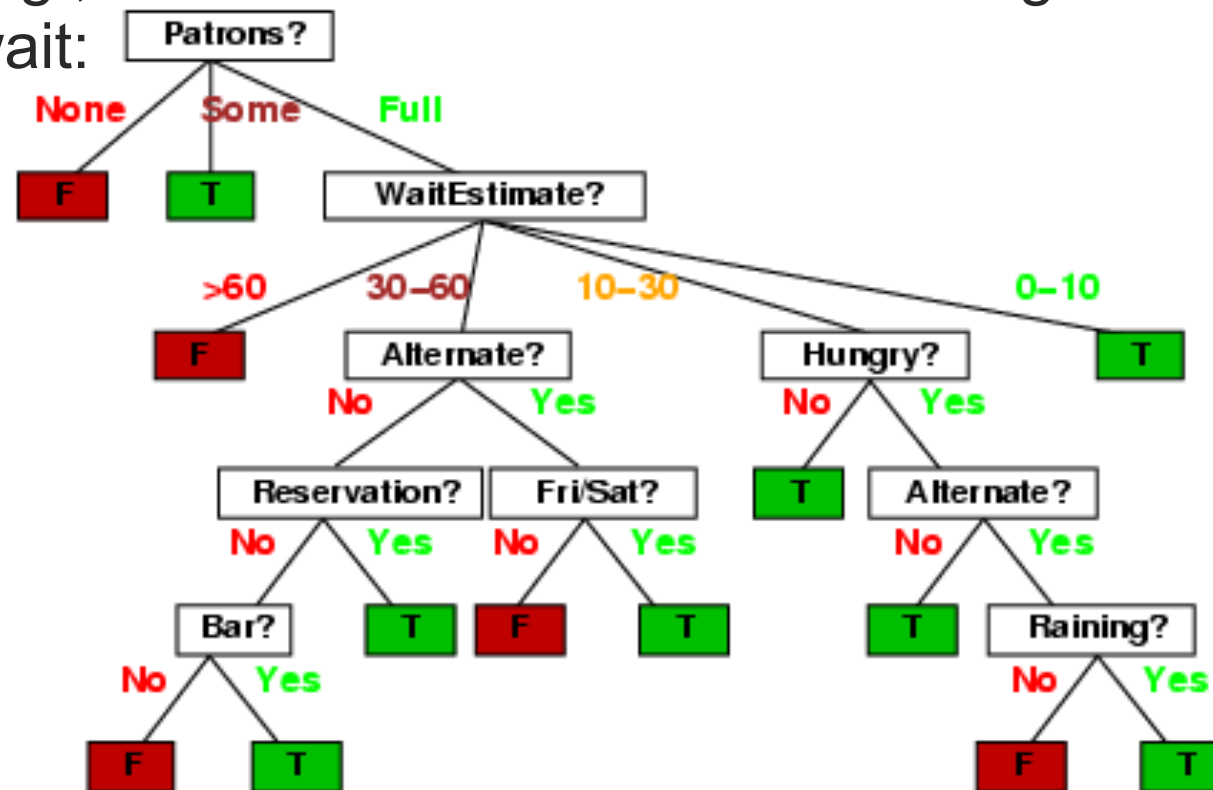 wait:
Patrons?
None Some Full
F T WaitEstimate?
>60 30–60 10–30 0–10
F Alternate? Hungry? T
No Yes No Yes
Reservation? Fri/Sat? T Alternate?
No Yes No Yes No Yes
Bar? T F T T Raining?
No Yes No Yes
F T F T